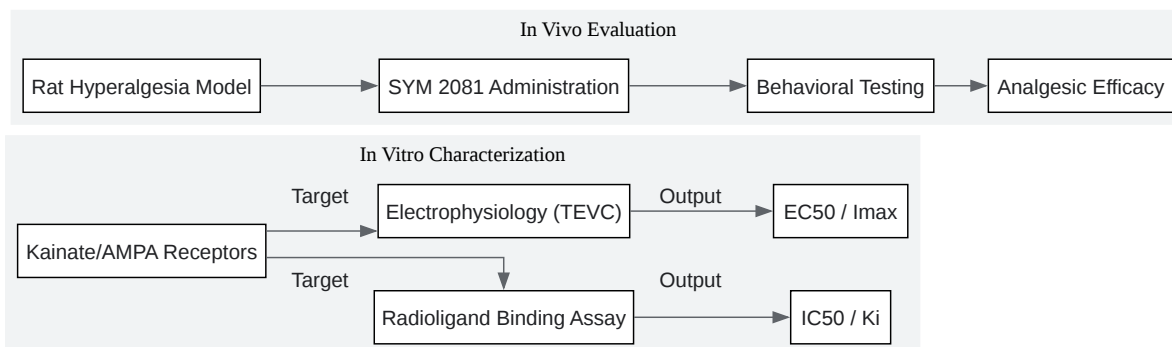 In Vivo Evaluation
Rat Hyperalgesia Model
SYM 2081 Administration
Behavioral Testing
Analgesic Efficacy
In Vitro Characterization
Target
Output
Electrophysiology (TEVC)
EC50 / Imax
Kainate/AMPA Receptors
Target
Output
Radioligand Binding Assay
IC50 / Ki